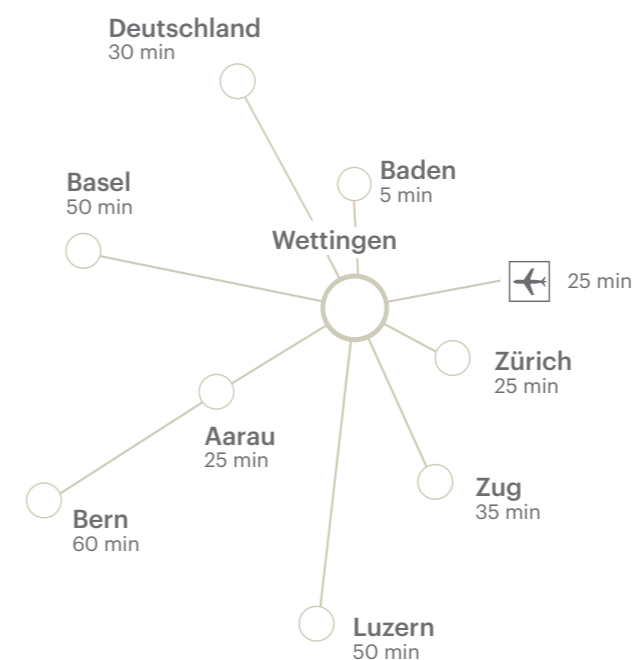 Deutschland
30 min
Baden
5 min
Basel
50 min
Wettingen
25 min
Zürich
25 min
Aarau
25 min
Zug
35 min
Bern
60 min
Luzern
50 min